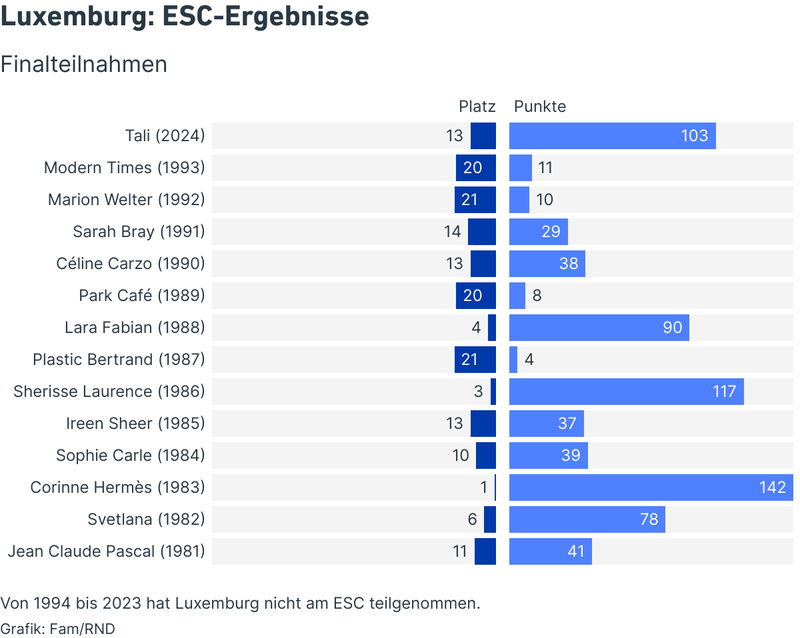 Luxemburg: ESC-Ergebnisse
Finalteilnahmen
Platz Punkte
Tali (2024) 13 103
Modern Times (1993) 20 11
Marion Welter (1992) 21 10
Sarah Bray (1991) 14 29
Céline Carzo (1990) 13 38
Park Café (1989) 20 8
Lara Fabian (1988) 4 90
Plastic Bertrand (1987) 21 4
Sherisse Laurence (1986) 3 117
Ireen Sheer (1985) 13 37
Sophie Carle (1984) 10 39
Corinne Hermès (1983) 1 142
Svetlana (1982) 6 78
Jean Claude Pascal (1981) 11 41
Von 1994 bis 2023 hat Luxemburg nicht am ESC teilgenommen.
Grafik: Fam/RND